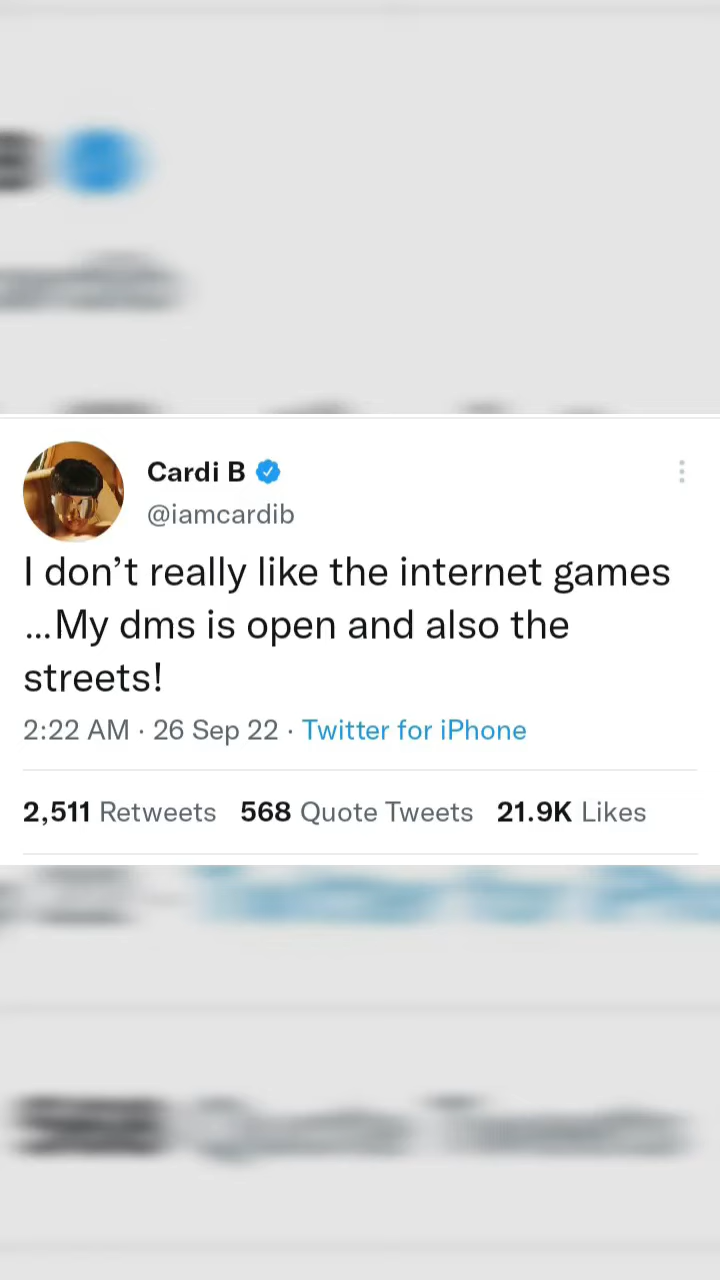 Cardi B
@iamcardib
I don’t really like the internet games
...My dms is open and also the
streets!
2:22 AM · 26 Sep 22 · Twitter for iPhone
2,511 Retweets 568 Quote Tweets 21.9K Likes